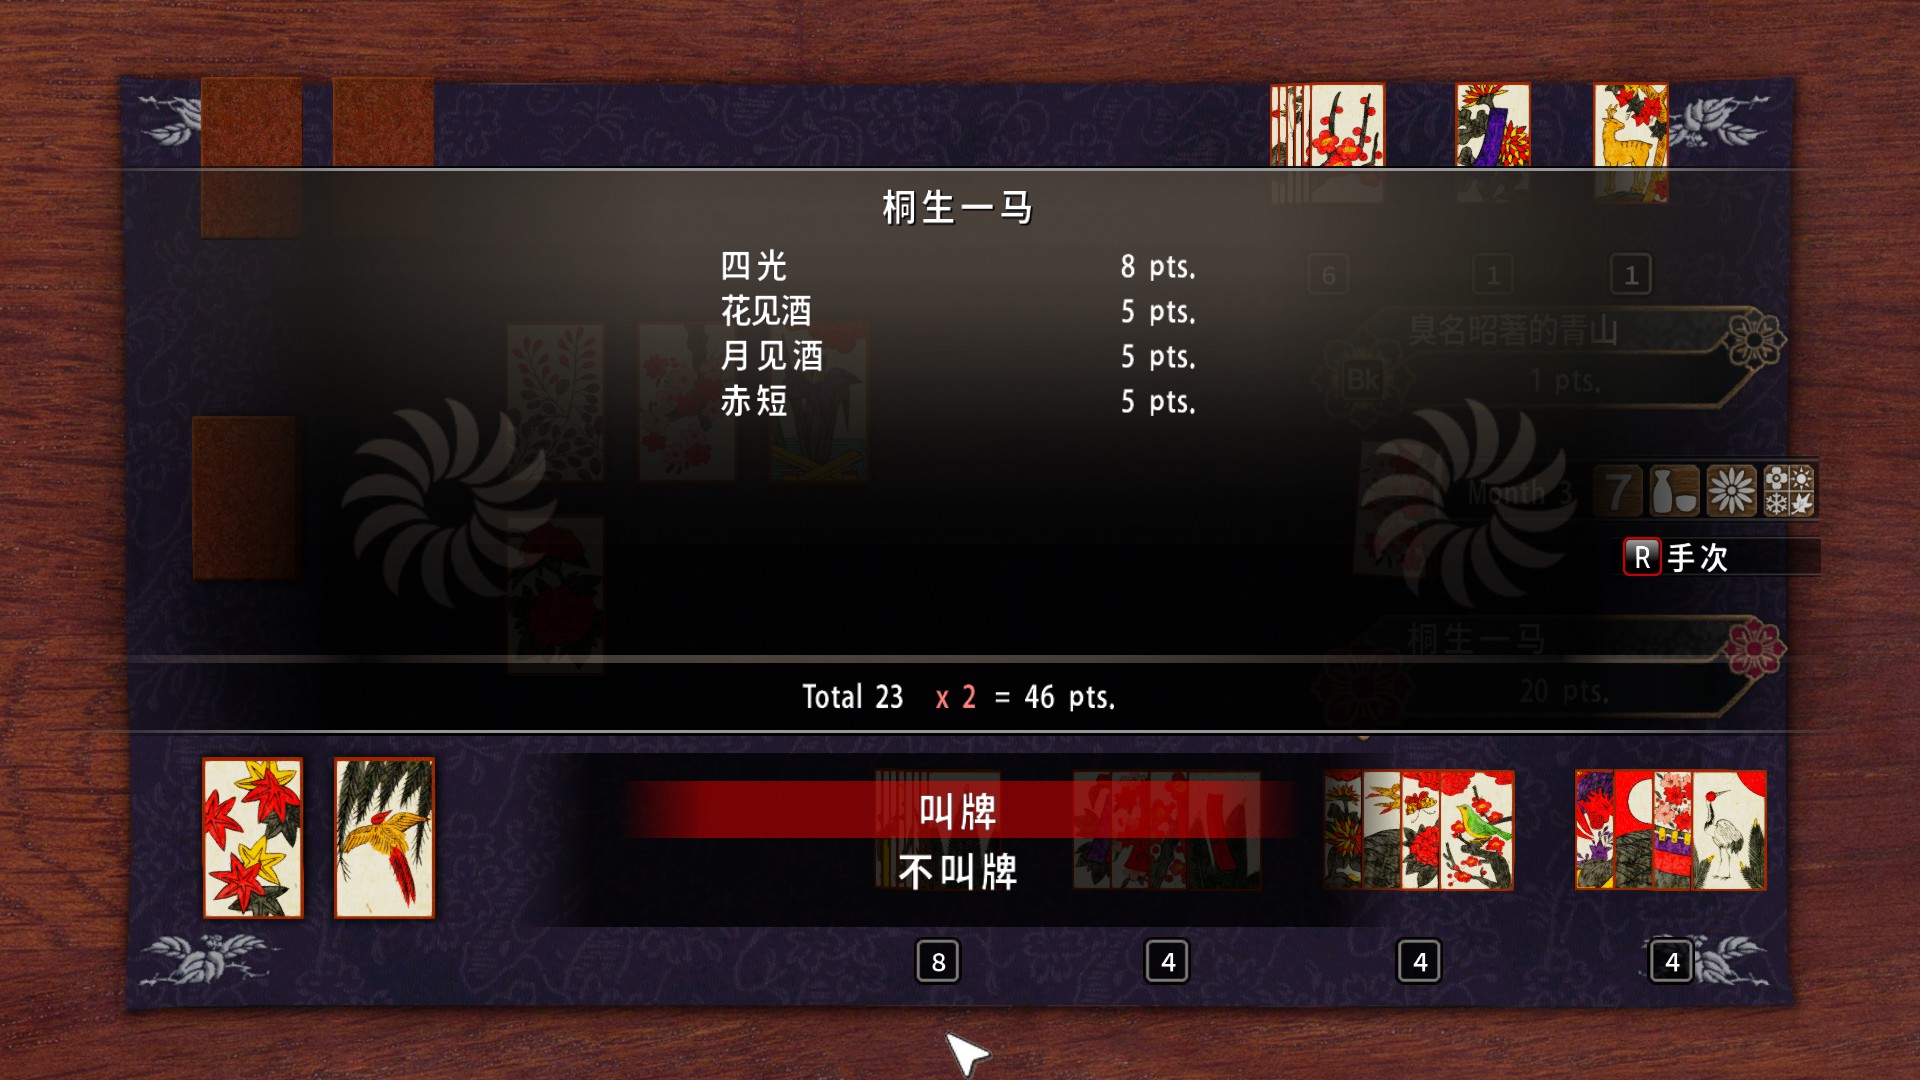 桐生一马
四光 8 pts.
花见酒 5 pts.
月见酒 5 pts.
赤短 5 pts.
6 1 1
臭名昭著的青山
Bk 1 pts.
Month 3 7
R 手次
桐生一马
20 pts.
Total 23 x 2 = 46 pts.
叫牌
不叫牌
8 4 4 4